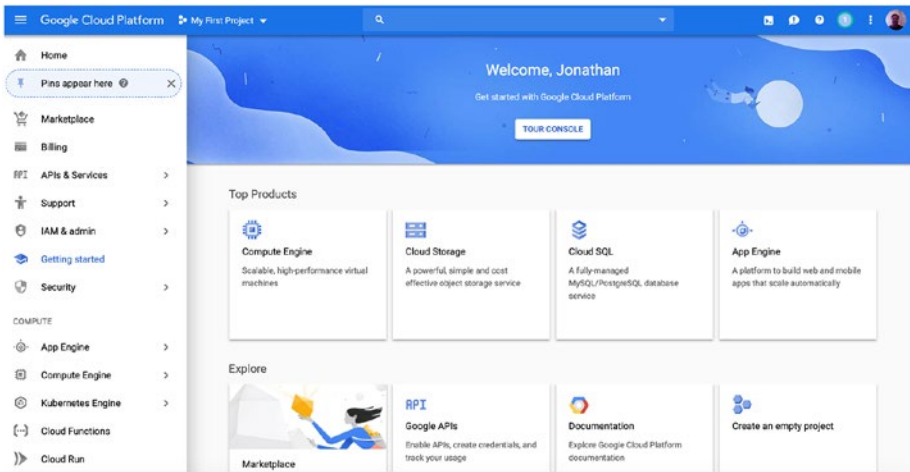 Google Cloud Platform
My First Project
Home
Pins appear here
Marketplace
Billing
API APIs & Services
Support
IAM & admin
Getting started
Security
COMPUTE
App Engine
Compute Engine
Kubernetes Engine
Cloud Functions
Cloud Run
Welcome, Jonathan
Get started with Google Cloud Platform
TOUR CONSOLE
Top Products
Compute Engine
Scalable, high-performance virtual
machines
Cloud Storage
A powerful, simple and cost
effective object storage service
Cloud SQL
A fully-managed
MySQL/PostgreSQL database
service
App Engine
A platform to build web and mobile
apps that scale automatically
Explore
Marketplace
API
Google APIs
Enable APIs, create credentials, and
track your usage
Documentation
Explore Google Cloud Platform
documentation
Create an empty project